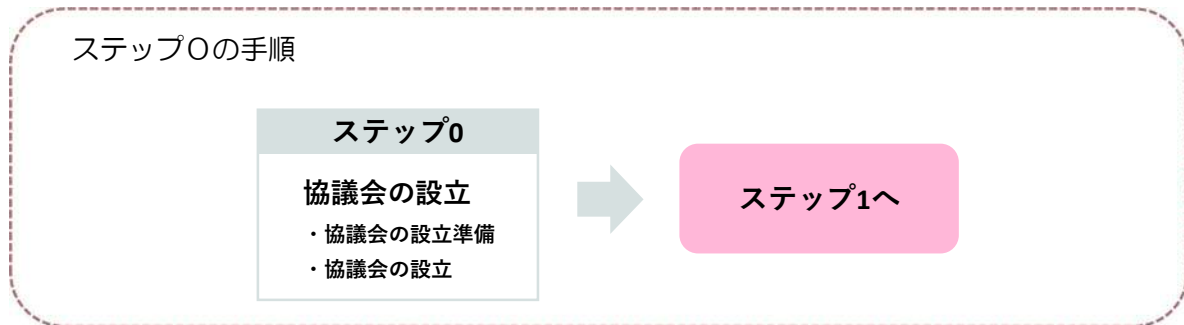 ステップ０の手順
ステップ0
協議会の設立
・協議会の設立準備
・協議会の設立
ステップ1へ